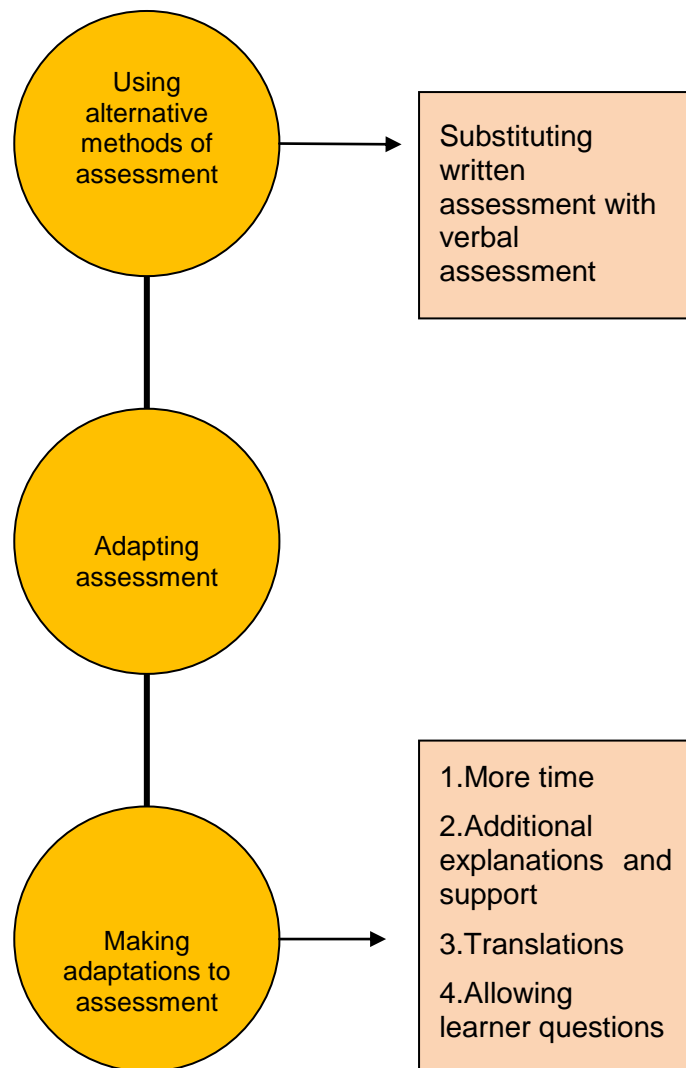 Using
alternative
methods of
assessment
Substituting
written
assessment with
verbal
assessment
Adapting
assessment
Making
adaptations to
assessment
1.More time
2.Additional
explanations and
support
3.Translations
4.Allowing
learner questions